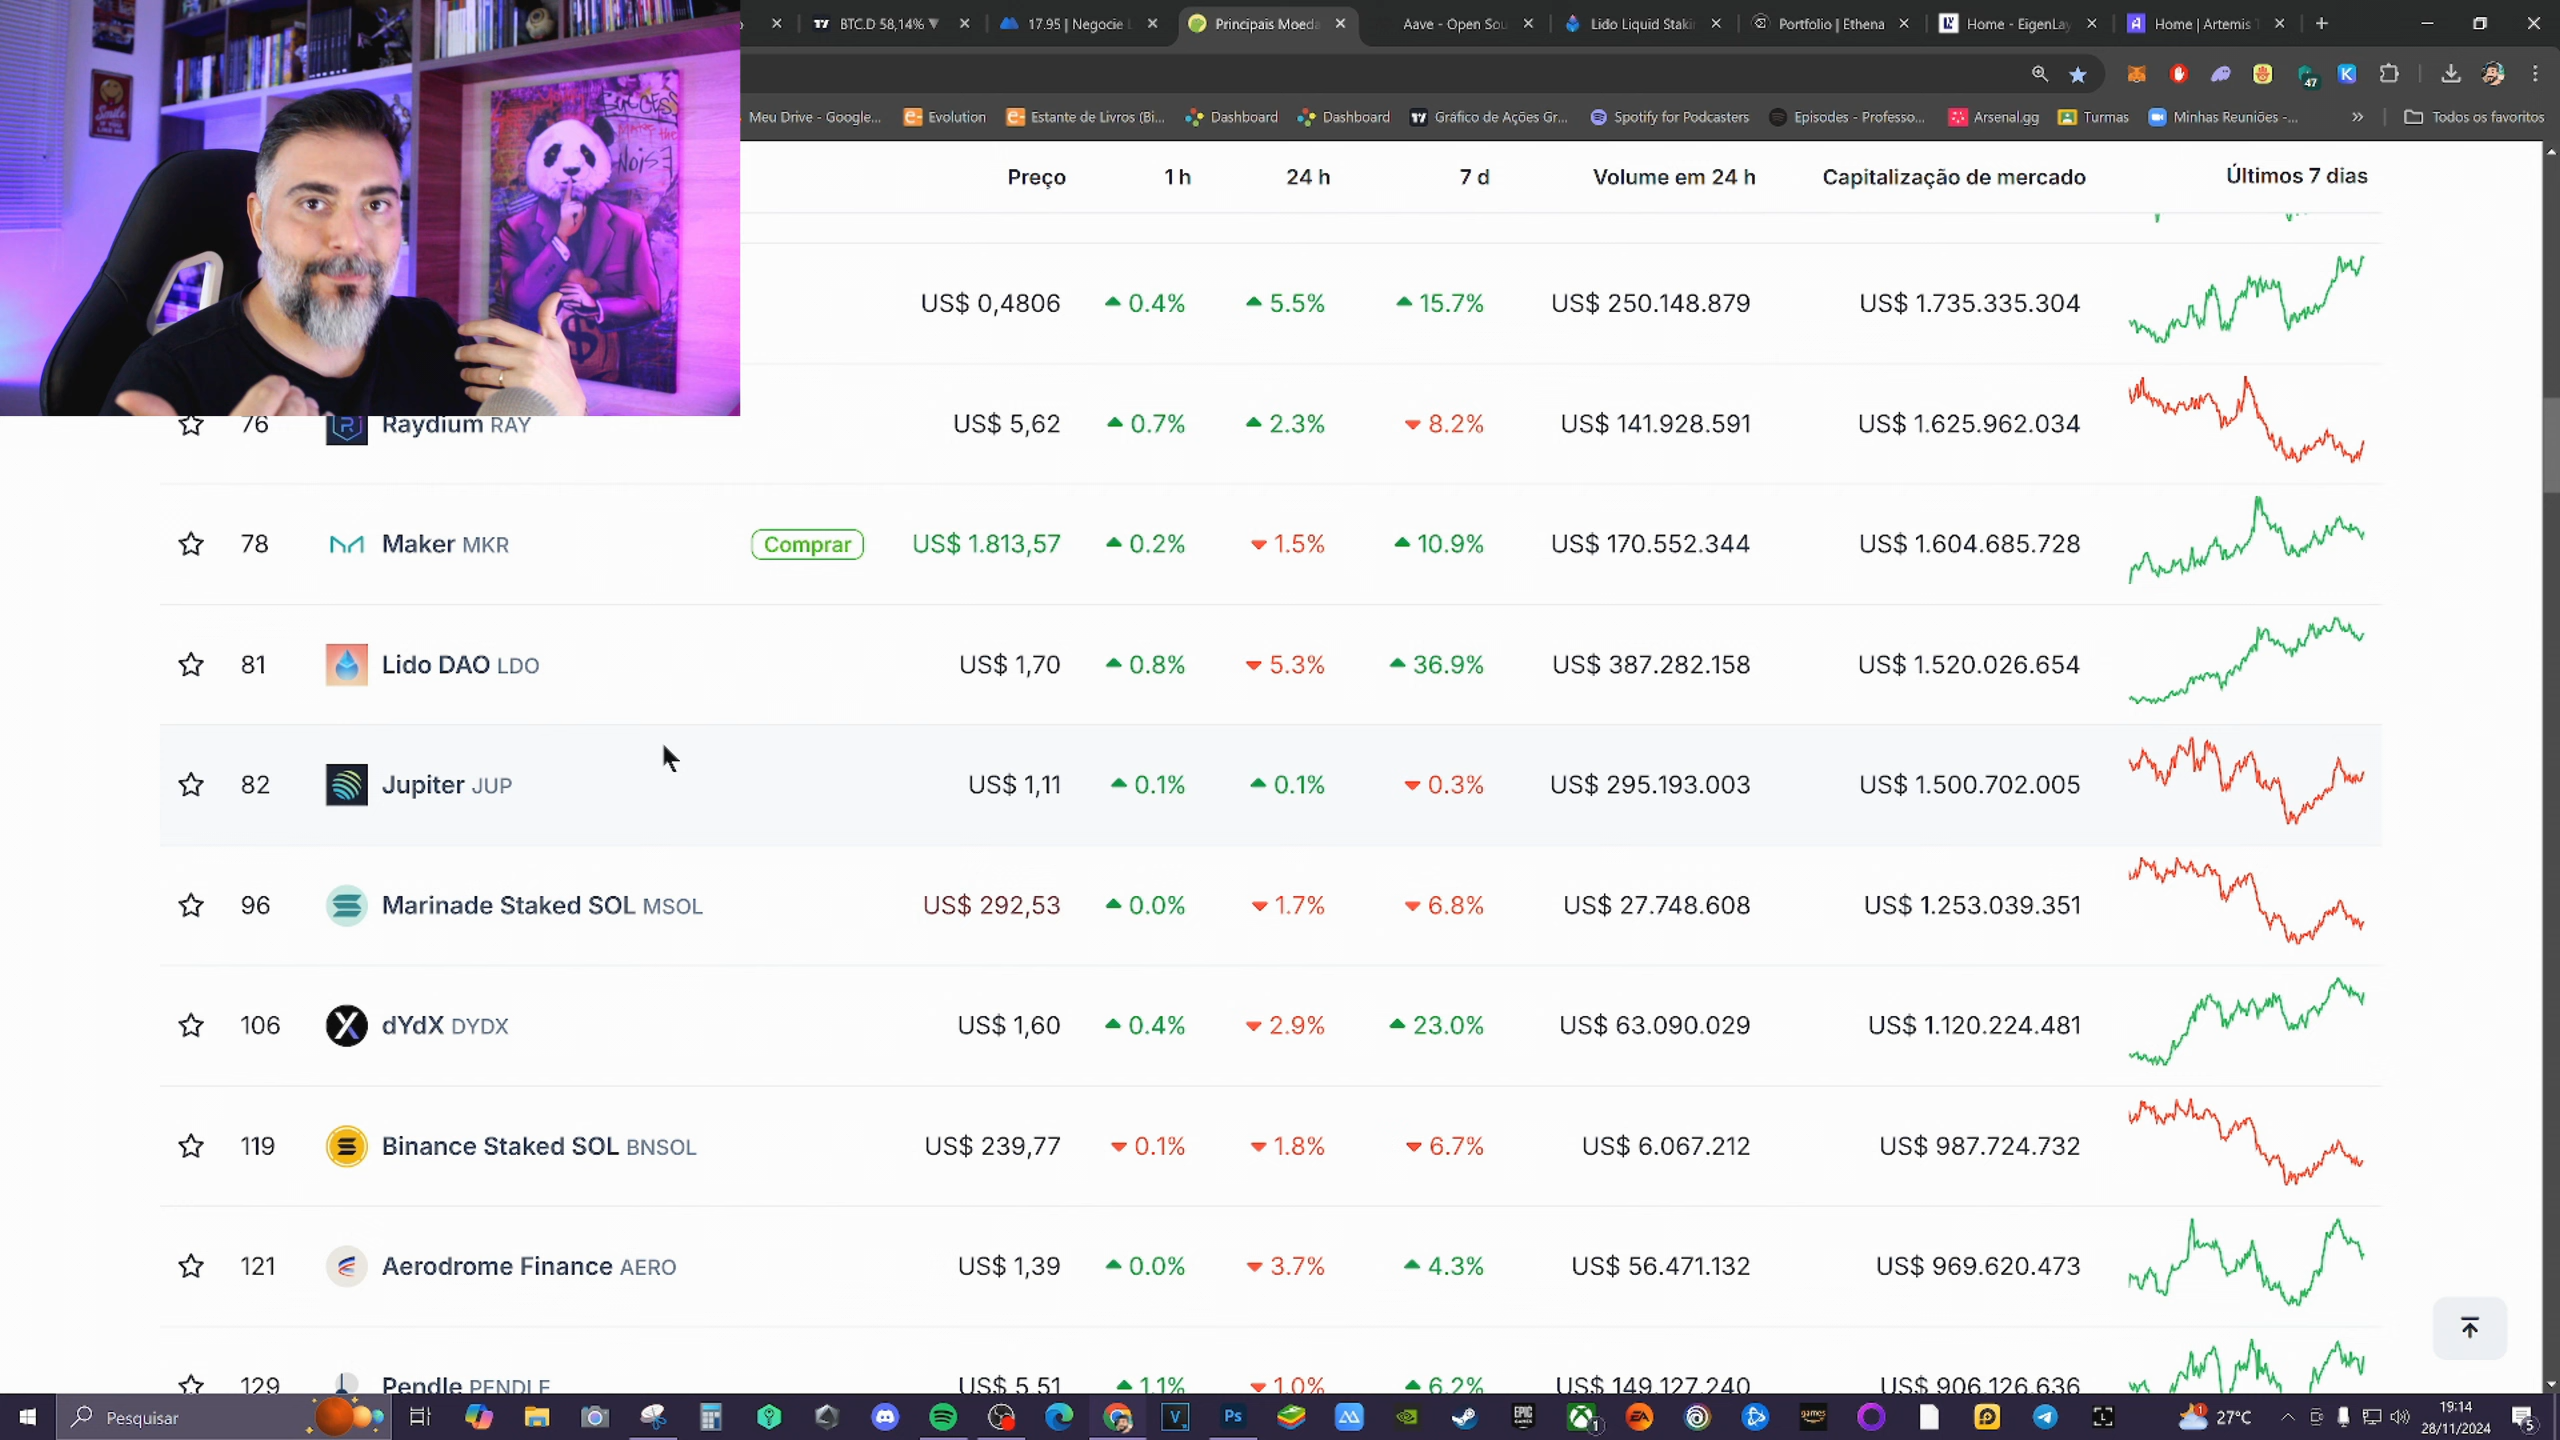 BTC.D 58,14% ▼
17.95 | Negocie
Principais Moeda
Aave - Open Sou
Lido Liquid Staki
Portfolio | Ethena
Home - EigenLay
Home | Artemis
47
Meu Drive - Google...
Evolution
Estante de Livros (Bi...
Dashboard
Dashboard
Gráfico de Ações Gr...
Spotify for Podcasters
Episodes - Professo...
Arsenal.gg
Turmas
Minhas Reuniões -...
»
Todos os favoritos
Smile
SUCCESS
MAKE the
NOISE
$
Preço 1 h 24 h 7 d Volume em 24 h Capitalização de mercado Últimos 7 dias
US$ 0,4806 0.4% 5.5% 15.7% US$ 250.148.879 US$ 1.735.335.304
76 Raydium RAY US$ 5,62 0.7% 2.3% 8.2% US$ 141.928.591 US$ 1.625.962.034
78 Maker MKR Comprar US$ 1.813,57 0.2% 1.5% 10.9% US$ 170.552.344 US$ 1.604.685.728
81 Lido DAO LDO US$ 1,70 0.8% 5.3% 36.9% US$ 387.282.158 US$ 1.520.026.654
82 Jupiter JUP US$ 1,11 0.1% 0.1% 0.3% US$ 295.193.003 US$ 1.500.702.005
96 Marinade Staked SOL MSOL US$ 292,53 0.0% 1.7% 6.8% US$ 27.748.608 US$ 1.253.039.351
106 dYdX DYDX US$ 1,60 0.4% 2.9% 23.0% US$ 63.090.029 US$ 1.120.224.481
119 Binance Staked SOL BNSOL US$ 239,77 0.1% 1.8% 6.7% US$ 6.067.212 US$ 987.724.732
121 Aerodrome Finance AERO US$ 1,39 0.0% 3.7% 4.3% US$ 56.471.132 US$ 969.620.473
129 Pendle PENDLE US$ 5,51 1.1% 1.0% 6.2% US$ 149.127.240 US$ 906.126.636
Pesquisar
Ps
EPIC
GAMES
EA
games
27°C
19:14
28/11/2024
5